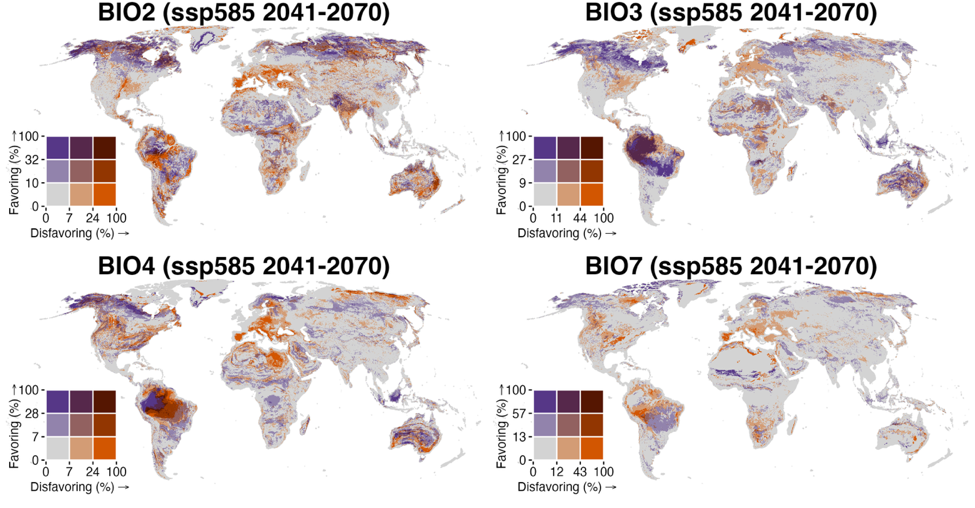 BIO2 (ssp585 2041-2070)
BIO3 (ssp585 2041-2070)
Favoring (%)
↑100
32
10
0
0 7 24 100
Disfavoring (%) →
Favoring (%)
↑100
27
9
0
0 11 44 100
Disfavoring (%) →
BIO4 (ssp585 2041-2070)
BIO7 (ssp585 2041-2070)
Favoring (%)
↑100
28
7
0
0 7 24 100
Disfavoring (%) →
Favoring (%)
↑100
57
13
0
0 12 43 100
Disfavoring (%) →